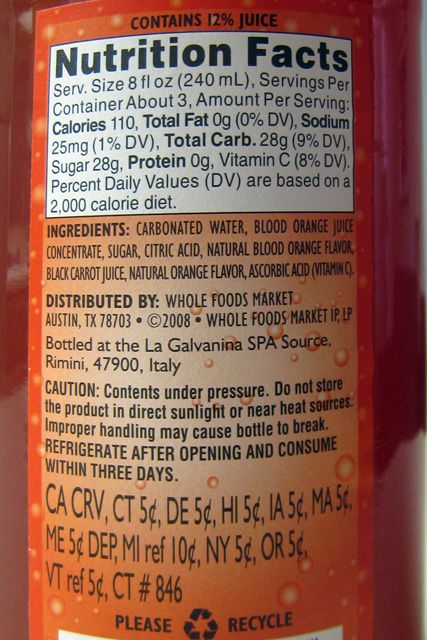 CONTAINS 12% JUICE
Nutrition Facts
Serv. Size 8 fl oz (240 mL), Servings Per
Container About 3, Amount Per Serving:
Calories 110, Total Fat 0g (0% DV), Sodium
25mg (1% DV), Total Carb. 28g (9% DV),
Sugar 28g, Protein 0g, Vitamin C (8% DV).
Percent Daily Values (DV) are based on a
2,000 calorie diet.
INGREDIENTS: CARBONATED WATER, BLOOD ORANGE JUICE
CONCENTRATE, SUGAR, CITRIC ACID, NATURAL BLOOD ORANGE FLAVOR,
BLACK CARROT JUICE, NATURAL ORANGE FLAVOR, ASCORBIC ACID (VITAMIN C).
DISTRIBUTED BY: WHOLE FOODS MARKET
AUSTIN, TX 78703 • ©2008 • WHOLE FOODS MARKET IP, LP
Bottled at the La Galvanina SPA Source,
Rimini, 47900, Italy
CAUTION: Contents under pressure. Do not store
the product in direct sunlight or near heat sources.
Improper handling may cause bottle to break.
REFRIGERATE AFTER OPENING AND CONSUME
WITHIN THREE DAYS.
CA CRV, CT 5¢, DE 5¢, HI 5¢, IA 5¢, MA 5¢,
ME 5¢ DEP, MI ref 10¢, NY 5¢, OR 5¢,
VT ref 5¢, CT # 846
PLEASE RECYCLE